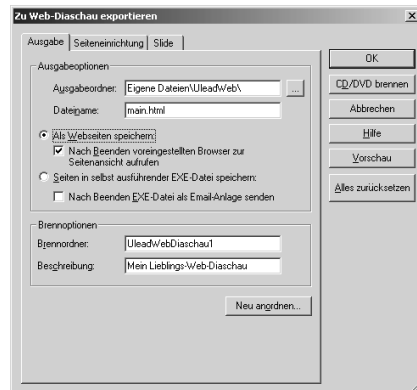 Zu Web-Diaschau exportieren
Ausgabe Seiteneinrichtung Slide
Ausgabeoptionen
Ausgabeordner: Eigene Dateien\UleadWeb\ ...
Dateiname: main.html
Als Webseiten speichern:
Nach Beenden voreingestellten Browser zur
Seitenansicht aufrufen
Seiten in selbst ausführender EXE-Datei speichern:
Nach Beenden EXE-Datei als Email-Anlage senden
Brennoptionen
Brennordner: UleadWebDiaschau1
Beschreibung: Mein Lieblings-Web-Diaschau
Neu anordnen...
OK
CD/DVD brennen
Abbrechen
Hilfe
Vorschau
Alles zurücksetzen